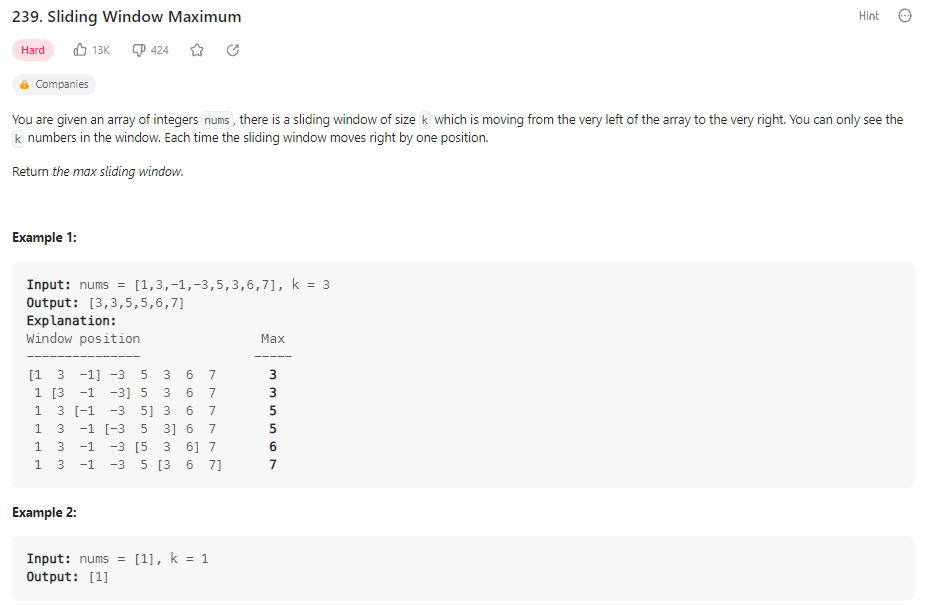 239. Sliding Window Maximum
Hint
Hard 13K 424
Companies
You are given an array of integers nums, there is a sliding window of size k which is moving from the very left of the array to the very right. You can only see the
k numbers in the window. Each time the sliding window moves right by one position.
Return the max sliding window.
Example 1:
Input: nums = [1,3,-1,-3,5,3,6,7], k = 3
Output: [3,3,5,5,6,7]
Explanation:
Window position                Max
---------------               -----
[1  3  -1] -3  5  3  6  7       3
 1 [3  -1  -3] 5  3  6  7       3
 1  3 [-1  -3  5] 3  6  7       5
 1  3  -1 [-3  5  3] 6  7       5
 1  3  -1  -3 [5  3  6] 7       6
 1  3  -1  -3  5 [3  6  7]      7
Example 2:
Input: nums = [1], k = 1
Output: [1]